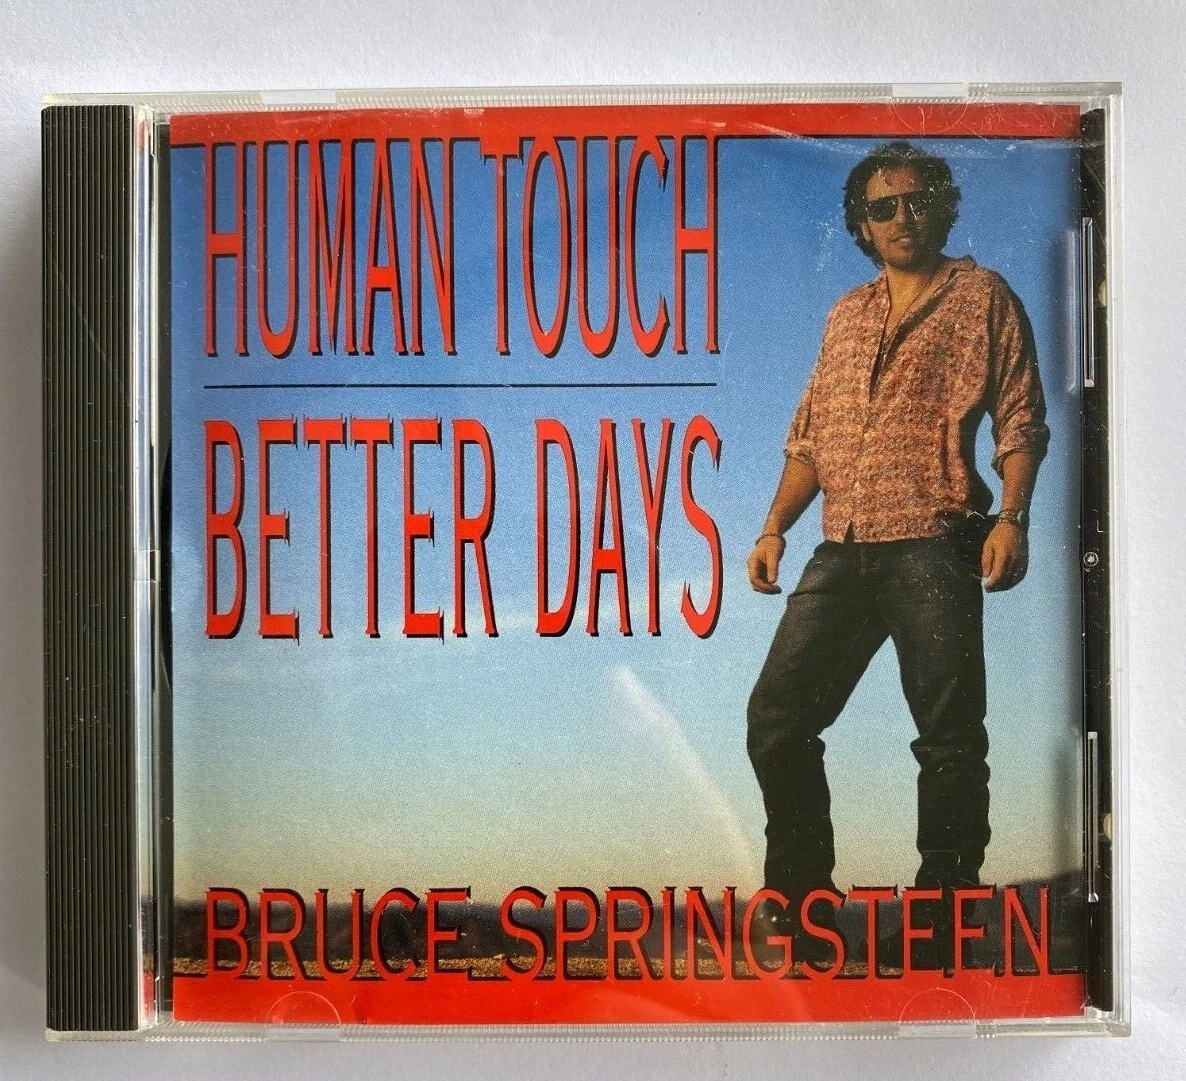 HUMAN TOUCH
BETTER DAYS
BRUCE SPRINGSTEEN